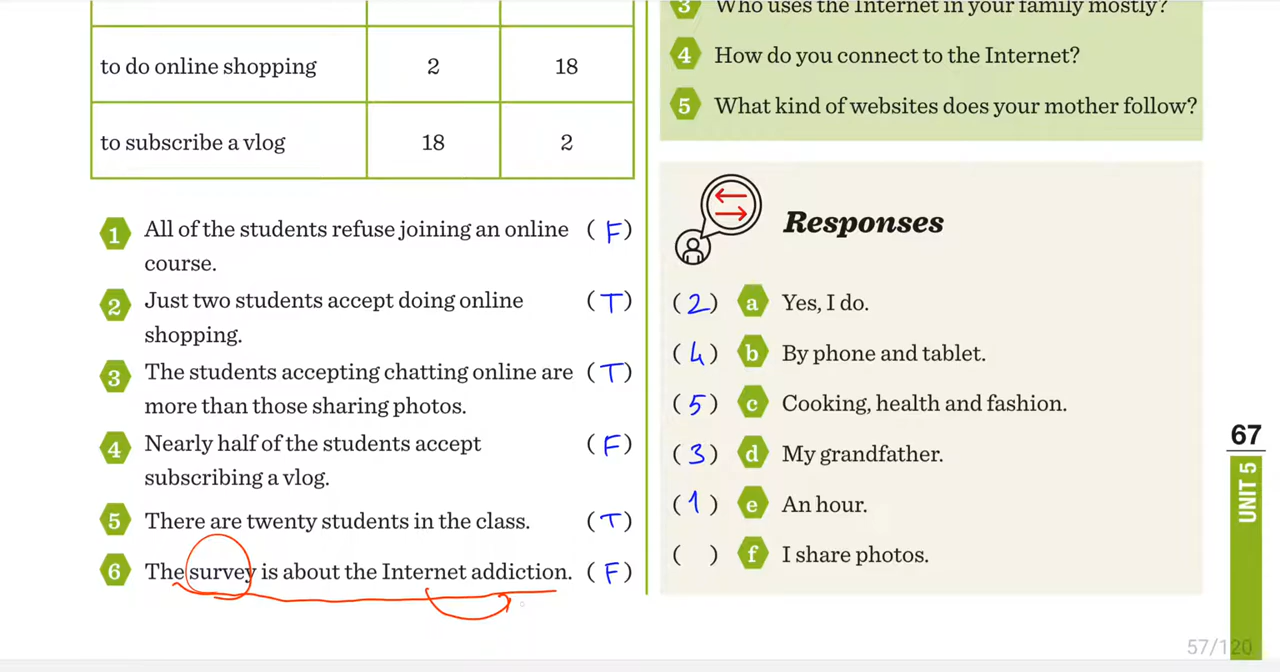 to do online shopping 2 18
to subscribe a vlog 18 2
1 All of the students refuse joining an online ( F )
course.
2 Just two students accept doing online ( T )
shopping.
3 The students accepting chatting online are ( T )
more than those sharing photos.
4 Nearly half of the students accept ( F )
subscribing a vlog.
5 There are twenty students in the class. ( T )
6 The survey is about the Internet addiction. ( F )
3 Who uses the Internet in your family mostly?
4 How do you connect to the Internet?
5 What kind of websites does your mother follow?
Responses
( 2 ) a Yes, I do.
( 4 ) b By phone and tablet.
( 5 ) c Cooking, health and fashion.
( 3 ) d My grandfather.
( 1 ) e An hour.
( ) f I share photos.
67
UNIT 5
57/120